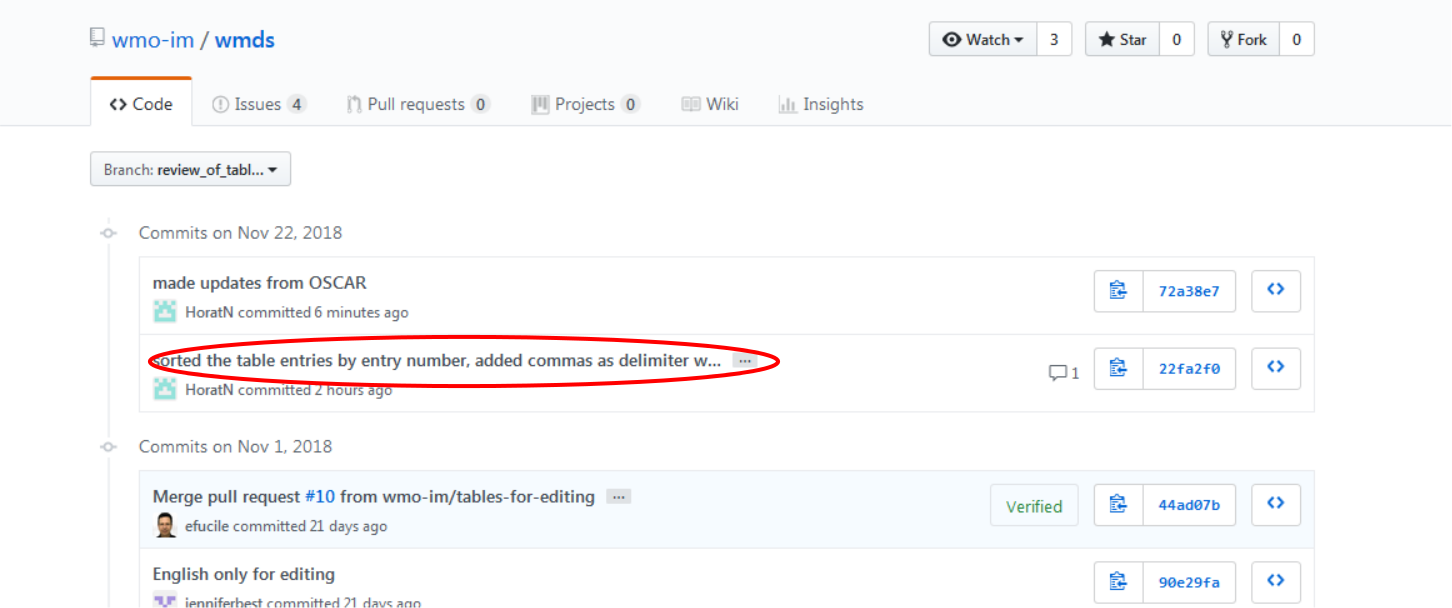 wmo-im / wmds
Watch 3 Star 0 Fork 0
Code Issues 4 Pull requests 0 Projects 0 Wiki Insights
Branch: review_of_tabl...
Commits on Nov 22, 2018
made updates from OSCAR
HoratN committed 6 minutes ago
72a38e7
sorted the table entries by entry number, added commas as delimiter w... ...
HoratN committed 2 hours ago
1 22fa2f0
Commits on Nov 1, 2018
Merge pull request #10 from wmo-im/tables-for-editing ...
efucile committed 21 days ago
Verified 44ad07b
English only for editing
jenniferbest committed 21 days ago
90e29fa